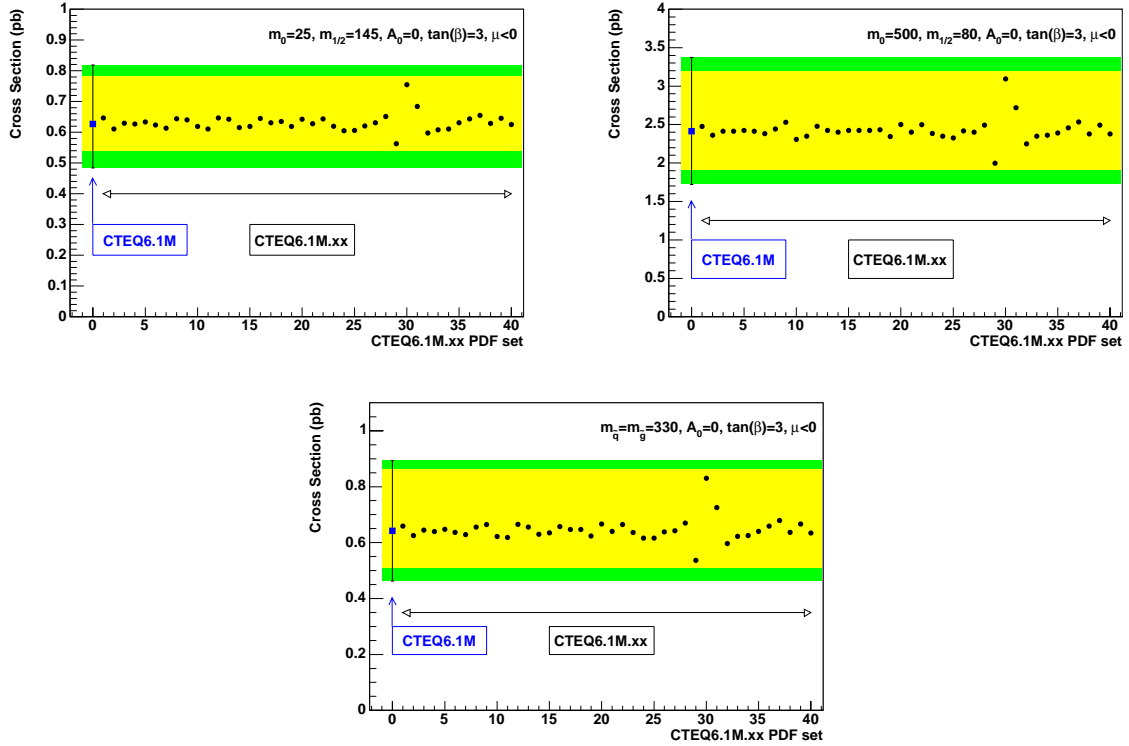 m0=25, m1/2=145, A0=0, tan(β)=3, μ<0
Cross Section (pb)
1
0.9
0.8
0.7
0.6
0.5
0.4
0.3
0.2
0.1
0
CTEQ6.1M
CTEQ6.1M.xx
0 5 10 15 20 25 30 35 40
CTEQ6.1M.xx PDF set
m0=500, m1/2=80, A0=0, tan(β)=3, μ<0
Cross Section (pb)
4
3.5
3
2.5
2
1.5
1
0.5
0
CTEQ6.1M
CTEQ6.1M.xx
0 5 10 15 20 25 30 35 40
CTEQ6.1M.xx PDF set
mq̃=mg̃=330, A0=0, tan(β)=3, μ<0
Cross Section (pb)
1
0.8
0.6
0.4
0.2
0
CTEQ6.1M
CTEQ6.1M.xx
0 5 10 15 20 25 30 35 40
CTEQ6.1M.xx PDF set